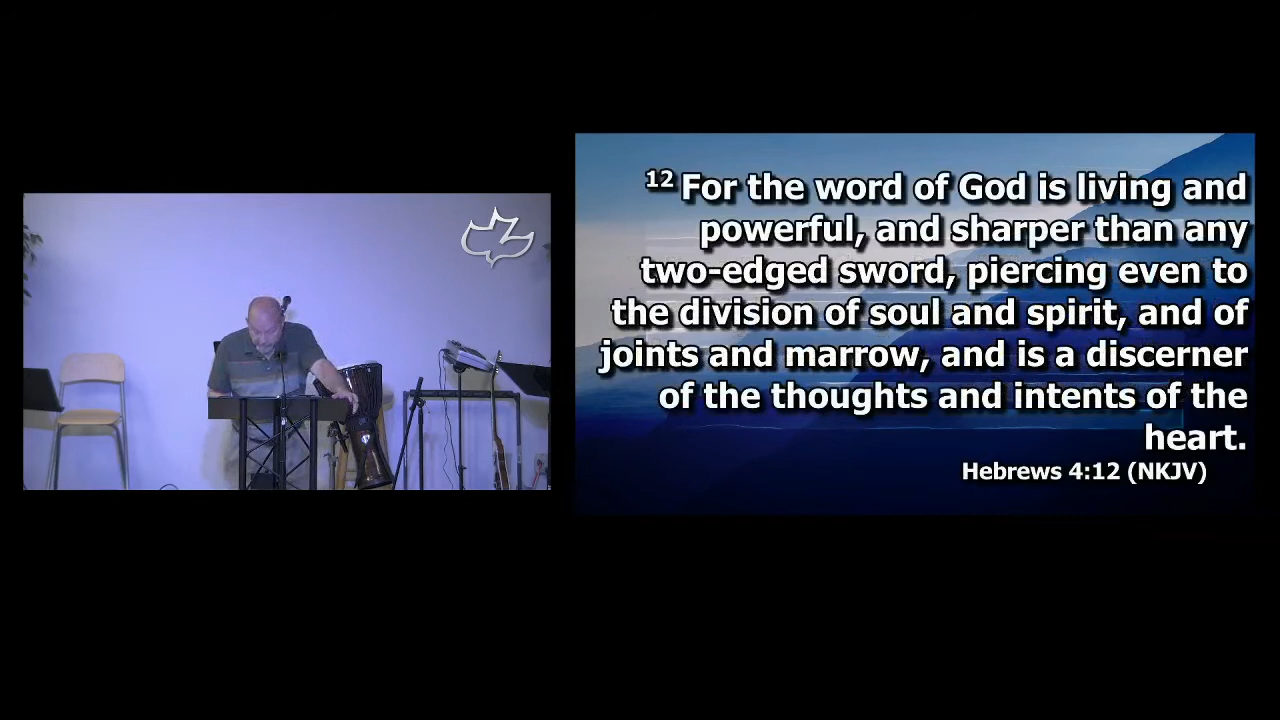 12 For the word of God is living and
powerful, and sharper than any
two-edged sword, piercing even to
the division of soul and spirit, and of
joints and marrow, and is a discerner
of the thoughts and intents of the
heart.
Hebrews 4:12 (NKJV)